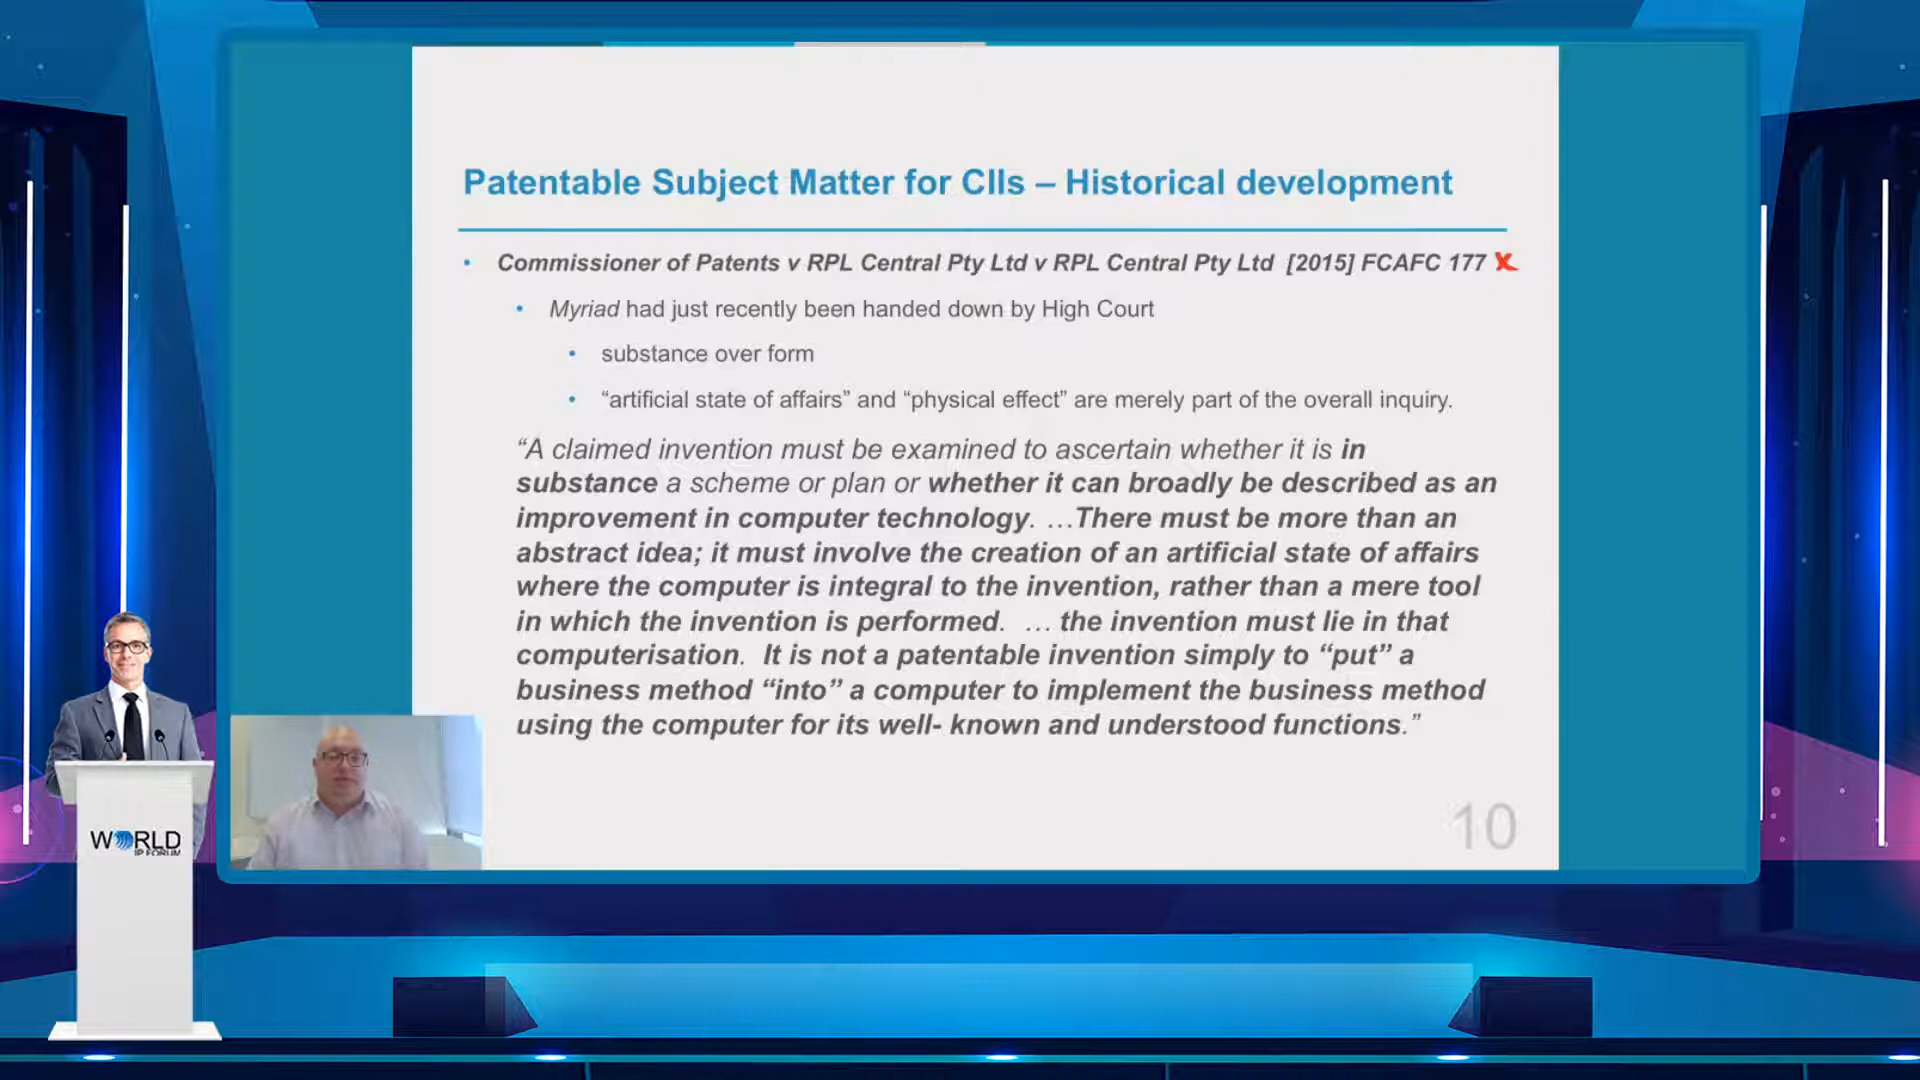 Patentable Subject Matter for CIIs – Historical development
• Commissioner of Patents v RPL Central Pty Ltd v RPL Central Pty Ltd [2015] FCAFC 177 X
• Myriad had just recently been handed down by High Court
• substance over form
• “artificial state of affairs” and “physical effect” are merely part of the overall inquiry.
“A claimed invention must be examined to ascertain whether it is in
substance a scheme or plan or whether it can broadly be described as an
improvement in computer technology. …There must be more than an
abstract idea; it must involve the creation of an artificial state of affairs
where the computer is integral to the invention, rather than a mere tool
in which the invention is performed. … the invention must lie in that
computerisation. It is not a patentable invention simply to “put” a
business method “into” a computer to implement the business method
using the computer for its well- known and understood functions.”
10
WORLD
IP FORUM